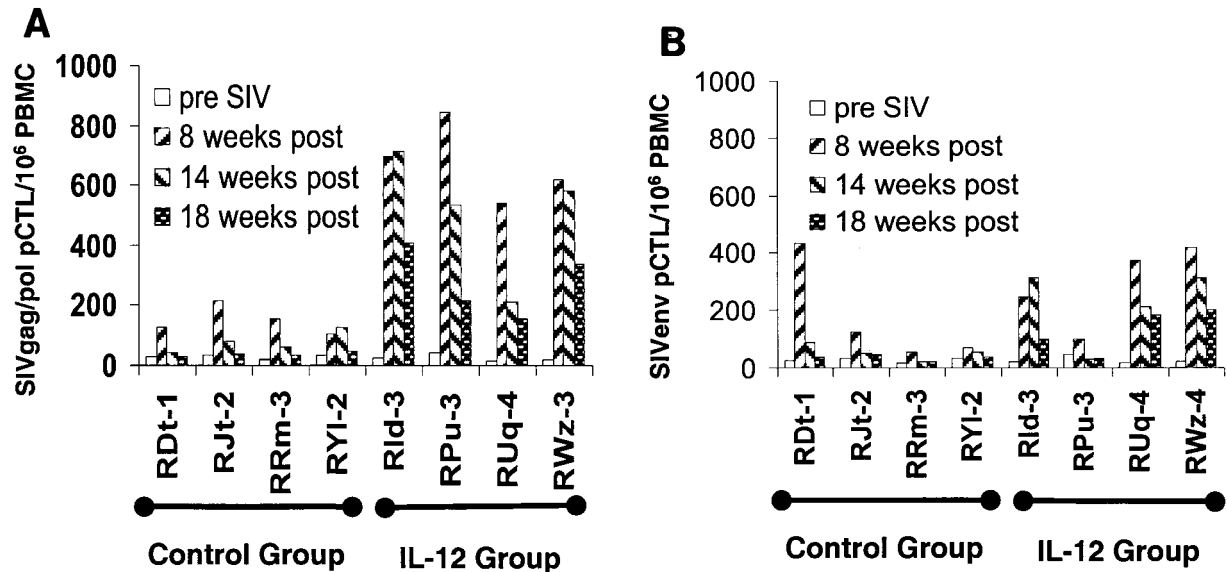 A
SIVgag/pol pCTL/10⁶ PBMC
1000
800
600
400
200
0
pre SIV
8 weeks post
14 weeks post
18 weeks post
RDt-1
RJt-2
RRm-3
RYl-2
RId-3
RPu-3
RUq-4
RWz-3
Control Group
IL-12 Group
B
SIVenv pCTL/10⁶ PBMC
1000
800
600
400
200
0
pre SIV
8 weeks post
14 weeks post
18 weeks post
RDt-1
RJt-2
RRm-3
RYl-2
RId-3
RPu-3
RUq-4
RWz-4
Control Group
IL-12 Group